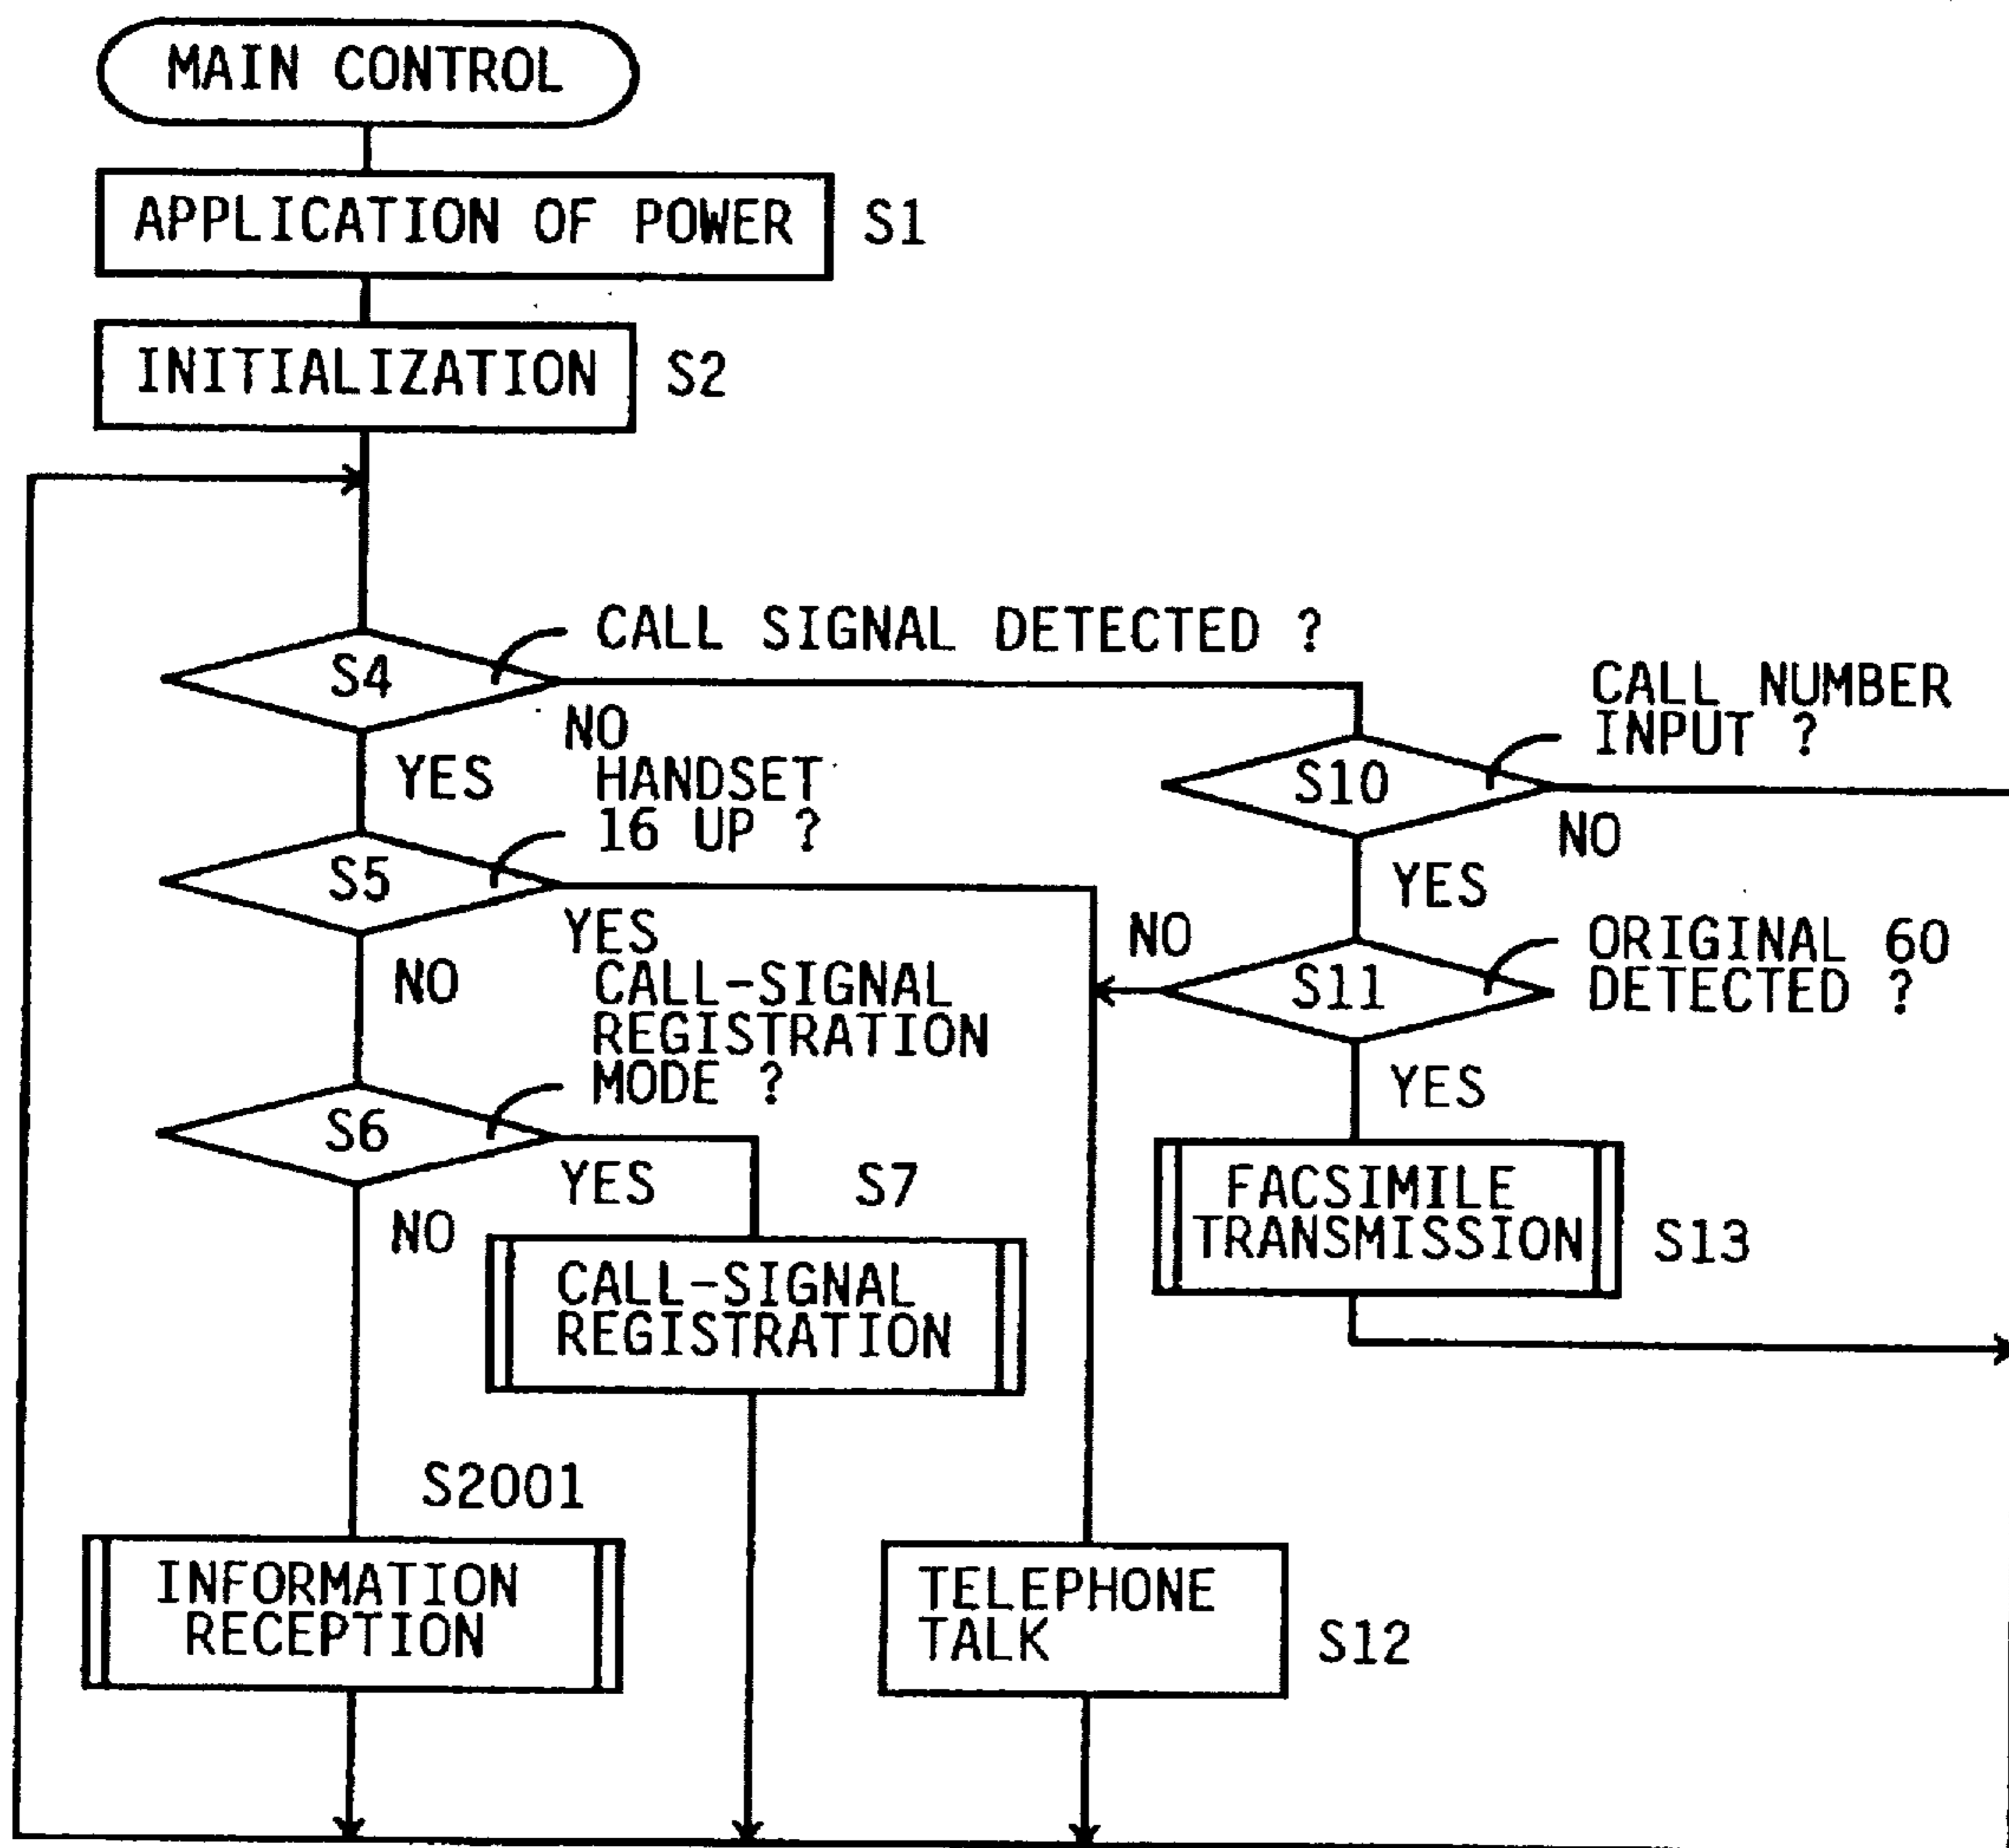 MAIN CONTROL
APPLICATION OF POWER S1
INITIALIZATION S2
CALL SIGNAL DETECTED ?
S4
NO
YES
CALL NUMBER
INPUT ?
S10
NO
YES
HANDSET
16 UP ?
S5
YES
NO
ORIGINAL 60
DETECTED ?
S11
NO
YES
CALL-SIGNAL
REGISTRATION
MODE ?
S6
YES
NO
S7
CALL-SIGNAL
REGISTRATION
FACSIMILE
TRANSMISSION
S13
S2001
INFORMATION
RECEPTION
TELEPHONE
TALK
S12